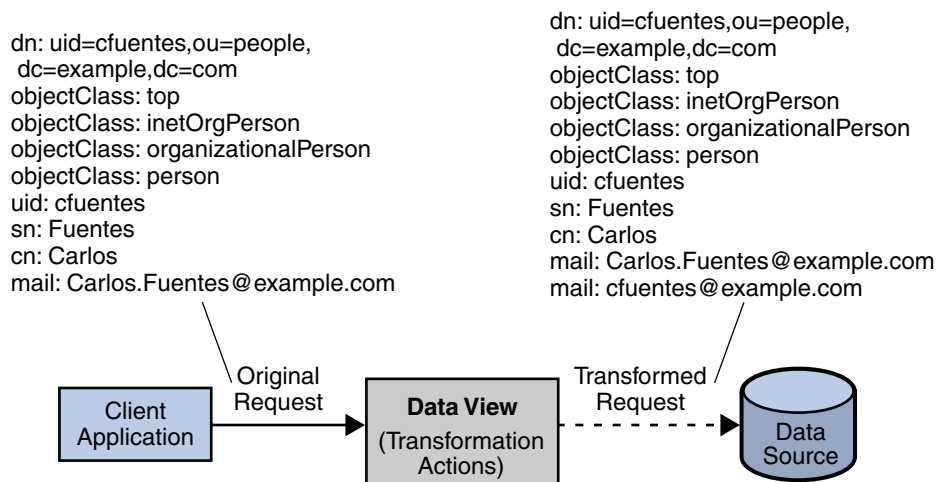 dn: uid=cfuentes,ou=people,
dc=example,dc=com
objectClass: top
objectClass: inetOrgPerson
objectClass: organizationalPerson
objectClass: person
uid: cfuentes
sn: Fuentes
cn: Carlos
mail: Carlos.Fuentes@example.com
dn: uid=cfuentes,ou=people,
dc=example,dc=com
objectClass: top
objectClass: inetOrgPerson
objectClass: organizationalPerson
objectClass: person
uid: cfuentes
sn: Fuentes
cn: Carlos
mail: Carlos.Fuentes@example.com
mail: cfuentes@example.com
Client
Application
Original
Request
Data View
(Transformation
Actions)
Transformed
Request
Data
Source